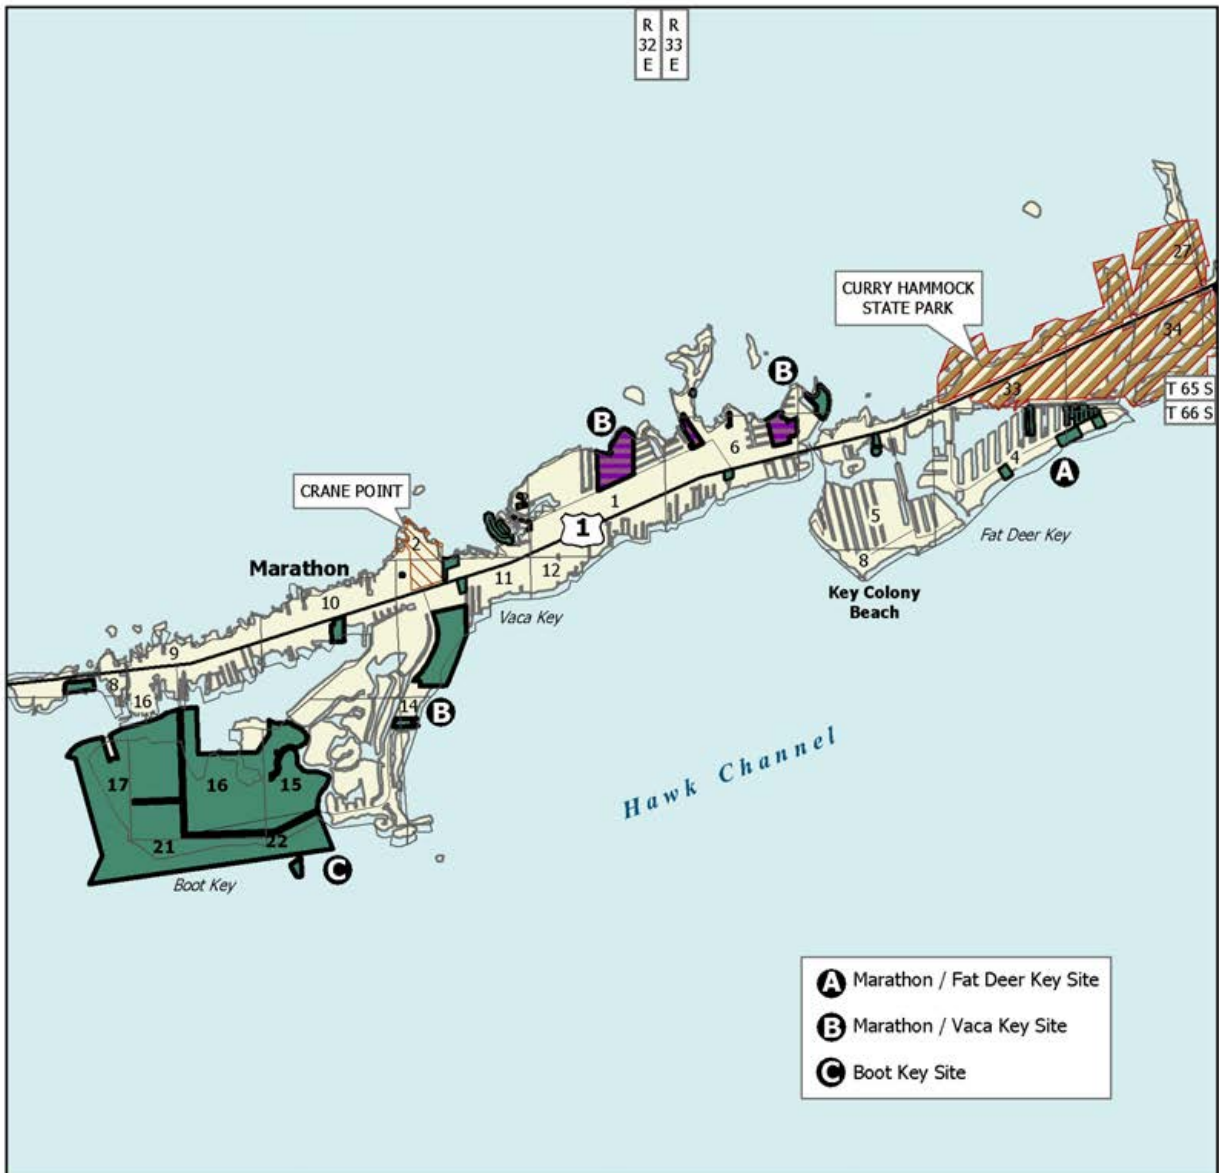 R R
32 33
E E
27
CURRY HAMMOCK
STATE PARK
34
33
T 65 S
T 66 S
B
B
6
4
A
CRANE POINT
1
1
5
Fat Deer Key
2
8
Marathon
11
12
Key Colony
Beach
10
Vaca Key
9
8
16
14
B
Hawk Channel
17
16
15
21
22
C
Boot Key
A Marathon / Fat Deer Key Site
B Marathon / Vaca Key Site
C Boot Key Site